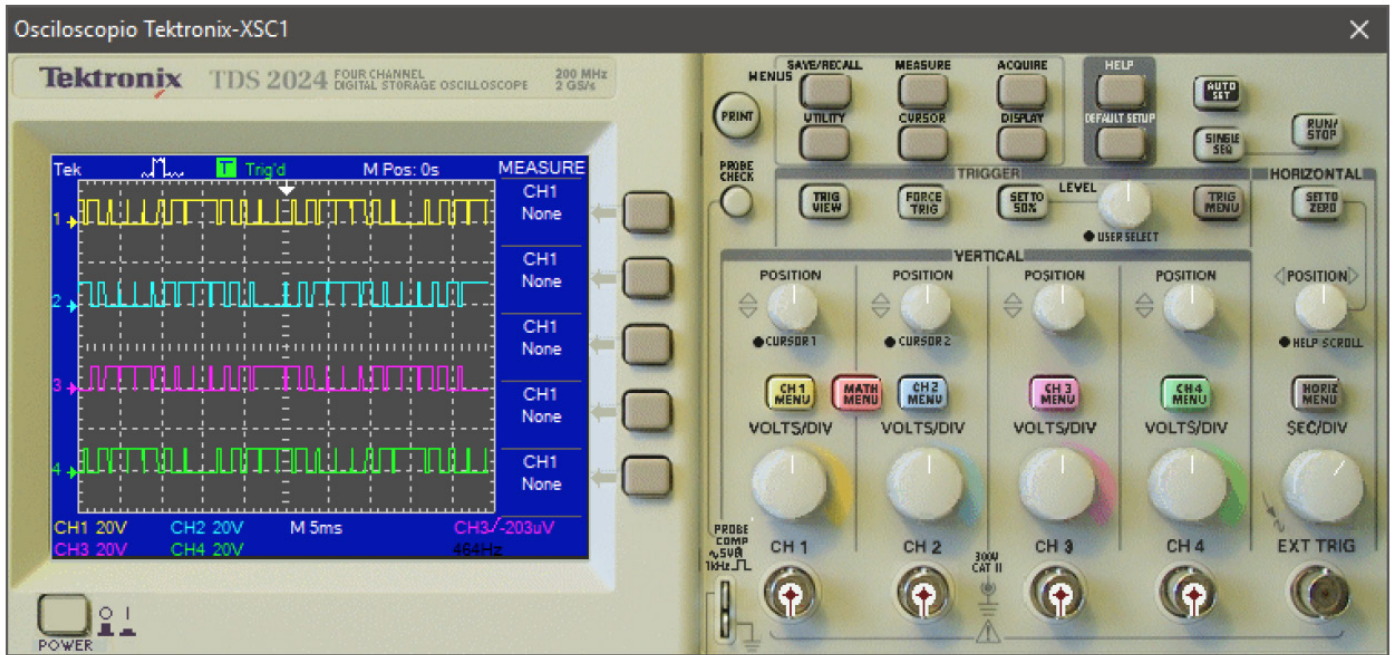 Osciloscopio Tektronix-XSC1
Tektronix TDS 2024 FOUR CHANNEL
DIGITAL STORAGE OSCILLOSCOPE
200 MHz
2 GS/s
Tek T Trig'd M Pos: 0s MEASURE
CH1
None
CH1
None
CH1
None
CH1
None
CH1
None
1
2
3
4
CH1 20V CH2 20V M 5ms CH3 -203uV
CH3 20V CH4 20V 464Hz
POWER
MENUS
SAVE/RECALL MEASURE ACQUIRE HELP
AUTO
SET
PRINT
UTILITY CURSOR DISPLAY DEFAULT SETUP
SINGLE
SEQ
RUN/
STOP
PROBE
CHECK
TRIGGER
HORIZONTAL
TRIG
VIEW
FORCE
TRIG
SET TO
50%
LEVEL
USER SELECT
TRIG
MENU
SET TO
ZERO
VERTICAL
POSITION POSITION POSITION POSITION POSITION
CURSOR 1 CURSOR 2 HELP SCROLL
CH 1
MENU
MATH
MENU
CH 2
MENU
CH 3
MENU
CH 4
MENU
HORIZ
MENU
VOLTS/DIV VOLTS/DIV VOLTS/DIV VOLTS/DIV SEC/DIV
PROBE
COMP
~5V
1kHz
CH 1 CH 2 300V
CAT II
CH 3 CH 4 EXT TRIG